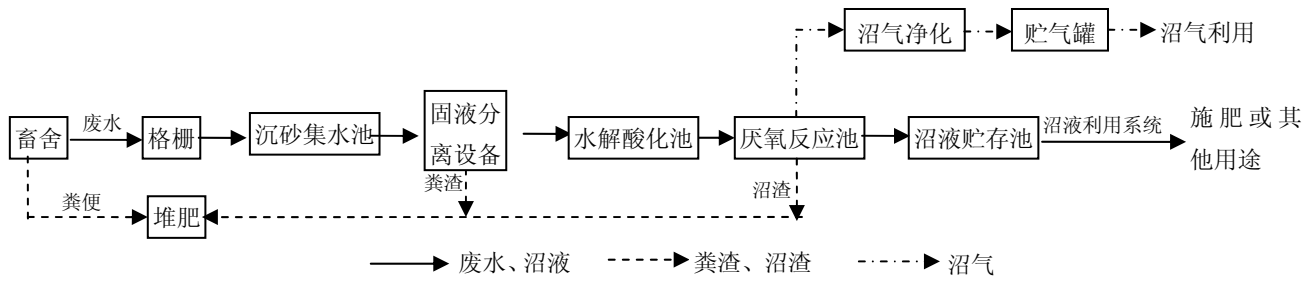 沼气净化
贮气罐
沼气利用
畜舍
废水
格栅
沉砂集水池
固液分
离设备
水解酸化池
厌氧反应池
沼液贮存池
沼液利用系统
施肥或其
他用途
粪便
堆肥
粪渣
沼渣
废水、沼液
粪渣、沼渣
沼气